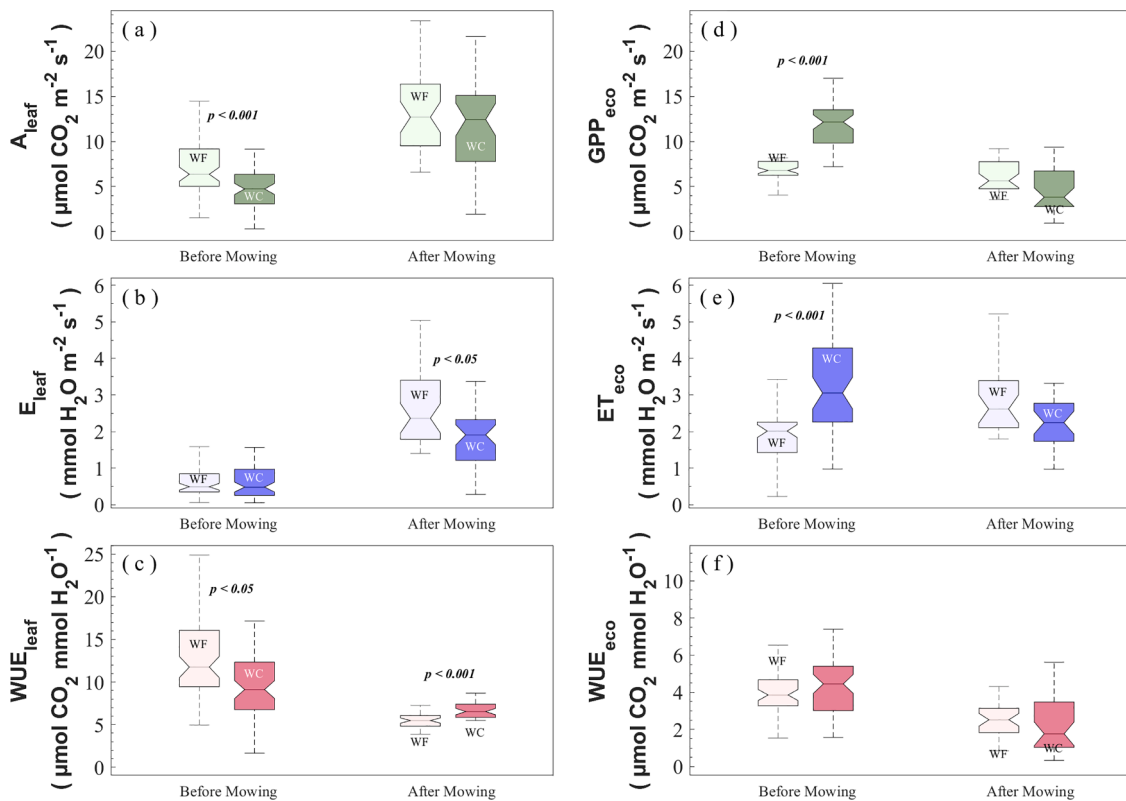 ( a )
A_leaf
( μmol CO₂ m⁻² s⁻¹ )
20
15
10
5
0
WF
p < 0.001
WC
WF
WC
Before Mowing
After Mowing
( d )
GPP_eco
( μmol CO₂ m⁻² s⁻¹ )
20
15
10
5
0
p < 0.001
WF
WF
WC
Before Mowing
After Mowing
( b )
E_leaf
( mmol H₂O m⁻² s⁻¹ )
6
5
4
3
2
1
0
WF
WC
p < 0.05
WF
WC
Before Mowing
After Mowing
( e )
ET_eco
( mmol H₂O m⁻² s⁻¹ )
6
5
4
3
2
1
0
p < 0.001
WF
WC
WF
WC
Before Mowing
After Mowing
( c )
WUE_leaf
( μmol CO₂ mmol H₂O⁻¹ )
25
20
15
10
5
0
WF
p < 0.05
WC
p < 0.001
WF
WC
Before Mowing
After Mowing
( f )
WUE_eco
( μmol CO₂ mmol H₂O⁻¹ )
10
8
6
4
2
0
WF
WF
WC
Before Mowing
After Mowing